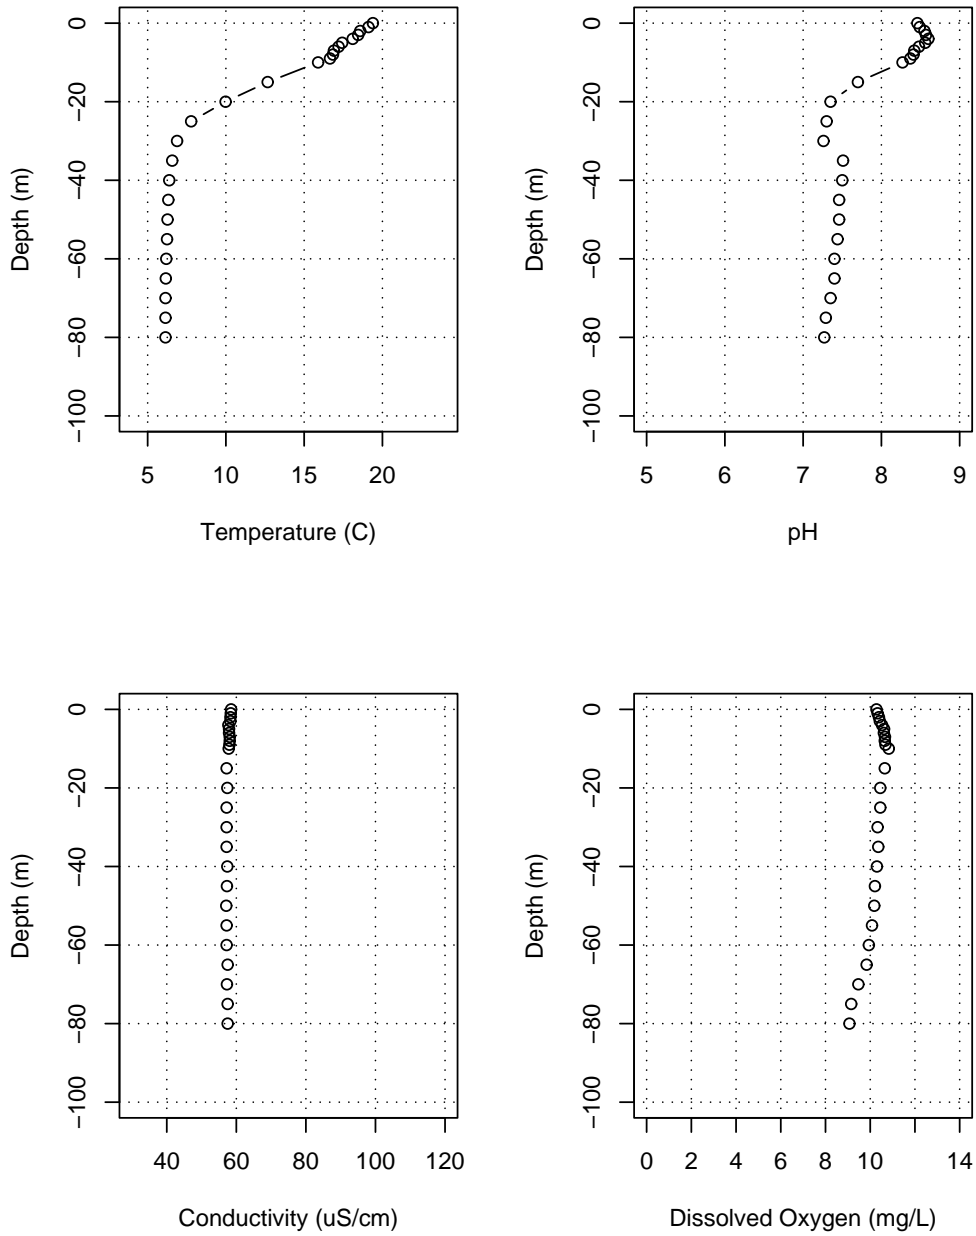 0
−20
−40
−60
−80
−100
Depth (m)
5 10 15 20
Temperature (C)
0
−20
−40
−60
−80
−100
Depth (m)
5 6 7 8 9
pH
0
−20
−40
−60
−80
−100
Depth (m)
40 60 80 100 120
Conductivity (uS/cm)
0
−20
−40
−60
−80
−100
Depth (m)
0 2 4 6 8 10 14
Dissolved Oxygen (mg/L)